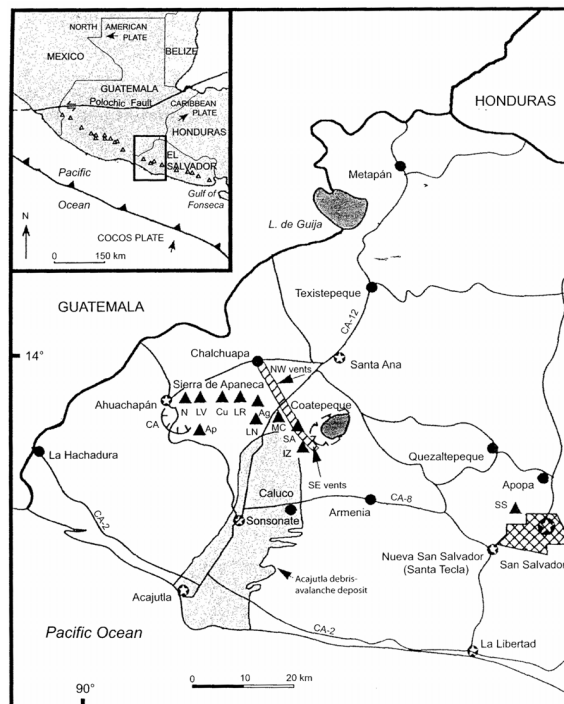 NORTH AMERICAN
PLATE
MEXICO
BELIZE
GUATEMALA
Polochic Fault
CARIBBEAN
PLATE
HONDURAS
EL
SALVADOR
Pacific
Ocean
Gulf of
Fonseca
N
COCOS PLATE
0 150 km
HONDURAS
Metapán
L. de Guija
Texistepeque
GUATEMALA
CA-12
14°
Chalchuapa
Santa Ana
NW vents
Sierra de Apaneca
Ahuachapán
Coatepeque
N LV Cu LR Ag
CA
Ap
LN
MC
SA
IZ
La Hachadura
Quezaltepeque
SE vents
Apopa
Caluco
CA-8
SS
Armenia
Sonsonate
CA-2
Nueva San Salvador
(Santa Tecla)
San Salvador
Acajutla debris-
avalanche deposit
Acajutla
Pacific Ocean
CA-2
La Libertad
0 10 20 km
90°